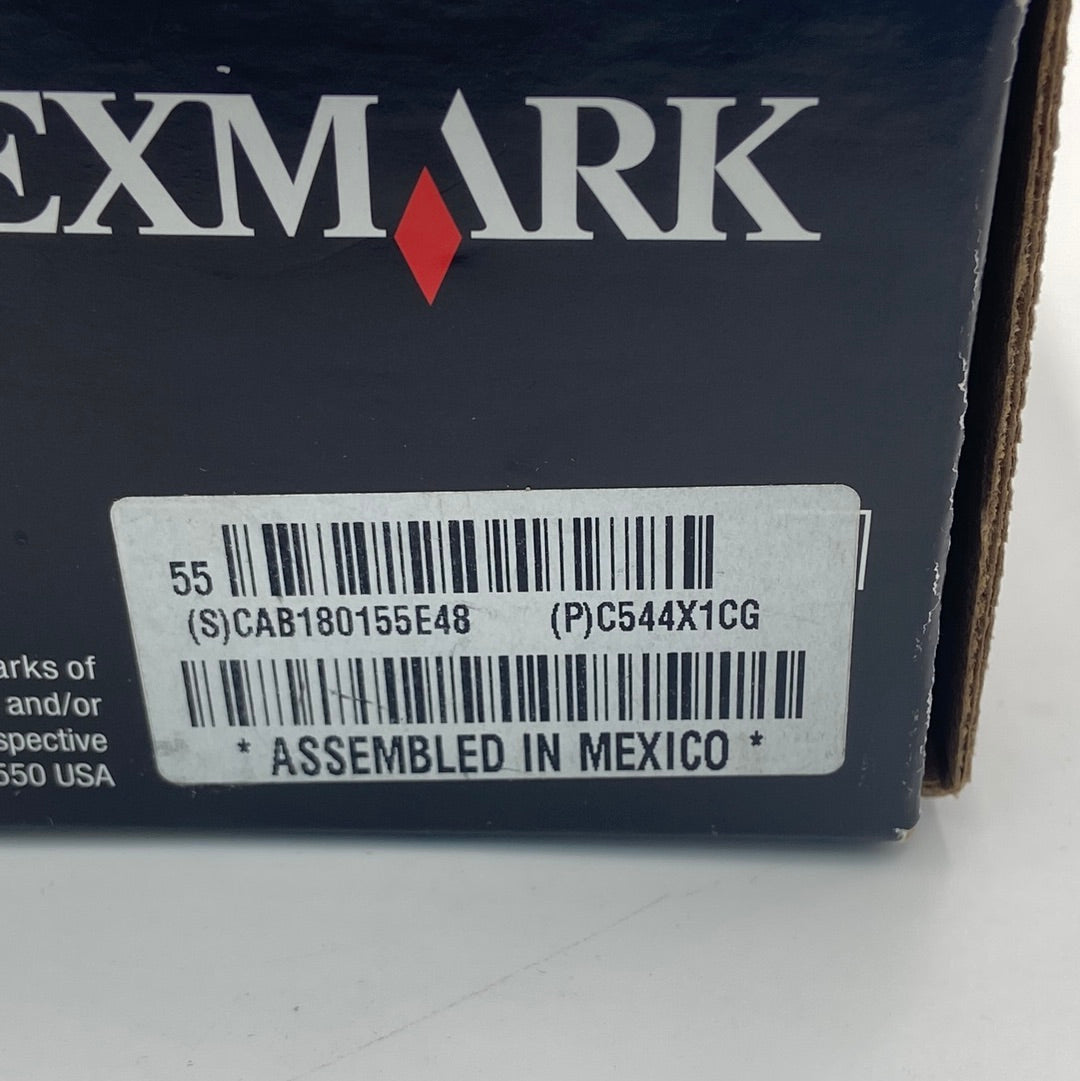 EXMARK
55
(S)CAB180155E48 (P)C544X1CG
* ASSEMBLED IN MEXICO *
arks of
and/or
spective
550 USA